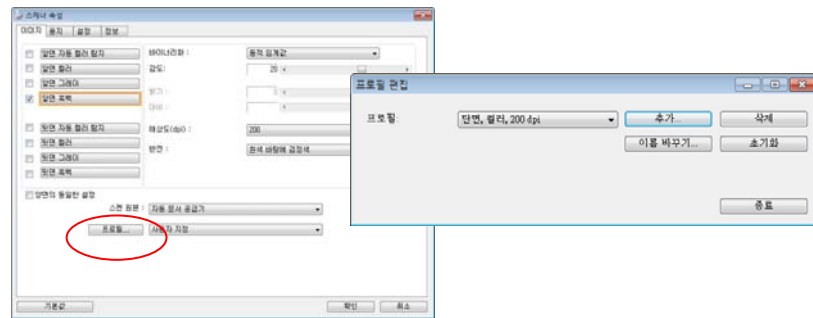 스캐너 속성
이미지 용지 설정 정보
앞면 자동 컬러 탐지
앞면 컬러
앞면 그레이
앞면 흑백
뒷면 자동 컬러 탐지
뒷면 컬러
뒷면 그레이
뒷면 흑백
바이너리화 : 동적 임계값
감도: 20
밝기 :
대비 :
해상도(dpi) : 200
반전 : 흰색 바탕에 검정색
양면의 동일한 설정
스캔 원본 : 자동 문서 공급기
프로필... 사용자 지정
기본값 확인 취소
프로필 편집
프로필: 단면, 컬러, 200 dpi 추가... 삭제
이름 바꾸기... 초기화
종료